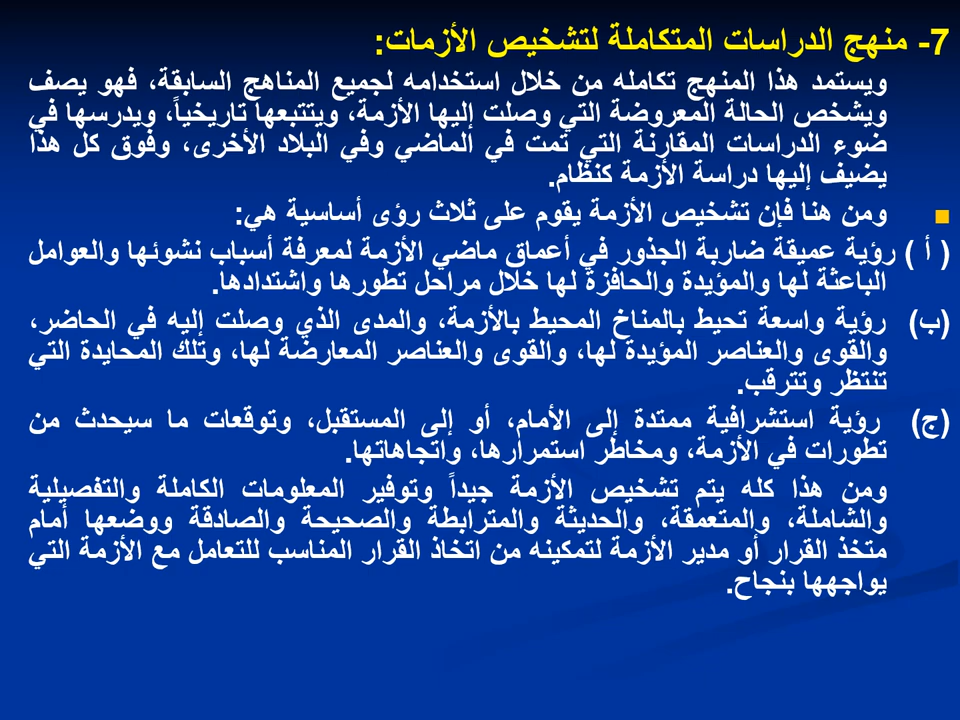 7- منهج الدراسات المتكاملة لتشخيص الأزمات:
ويستمد هذا المنهج تكامله من خلال استخدامه لجميع المناهج السابقة، فهو يصف
ويشخص الحالة المعروضة التي وصلت إليها الأزمة، ويتتبعها تاريخياً، ويدرسها في
ضوء الدراسات المقارنة التي تمت في الماضي وفي البلاد الأخرى، وفوق كل هذا
يضيف إليها دراسة الأزمة كنظام.
■ ومن هنا فإن تشخيص الأزمة يقوم على ثلاث رؤى أساسية هي:
( أ ) رؤية عميقة ضاربة الجذور في أعماق ماضي الأزمة لمعرفة أسباب نشوئها والعوامل
الباعثة لها والمؤيدة والحافزة لها خلال مراحل تطورها واشتدادها.
(ب) رؤية واسعة تحيط بالمناخ المحيط بالأزمة، والمدى الذي وصلت إليه في الحاضر،
والقوى والعناصر المؤيدة لها، والقوى والعناصر المعارضة لها، وتلك المحايدة التي
تنتظر وتترقب.
(ج) رؤية استشرافية ممتدة إلى الأمام، أو إلى المستقبل، وتوقعات ما سيحدث من
تطورات في الأزمة، ومخاطر استمرارها، واتجاهاتها.
ومن هذا كله يتم تشخيص الأزمة جيداً وتوفير المعلومات الكاملة والتفصيلية
والشاملة، والمتعمقة، والحديثة والمترابطة والصحيحة والصادقة ووضعها أمام
متخذ القرار أو مدير الأزمة لتمكينه من اتخاذ القرار المناسب للتعامل مع الأزمة التي
يواجهها بنجاح.